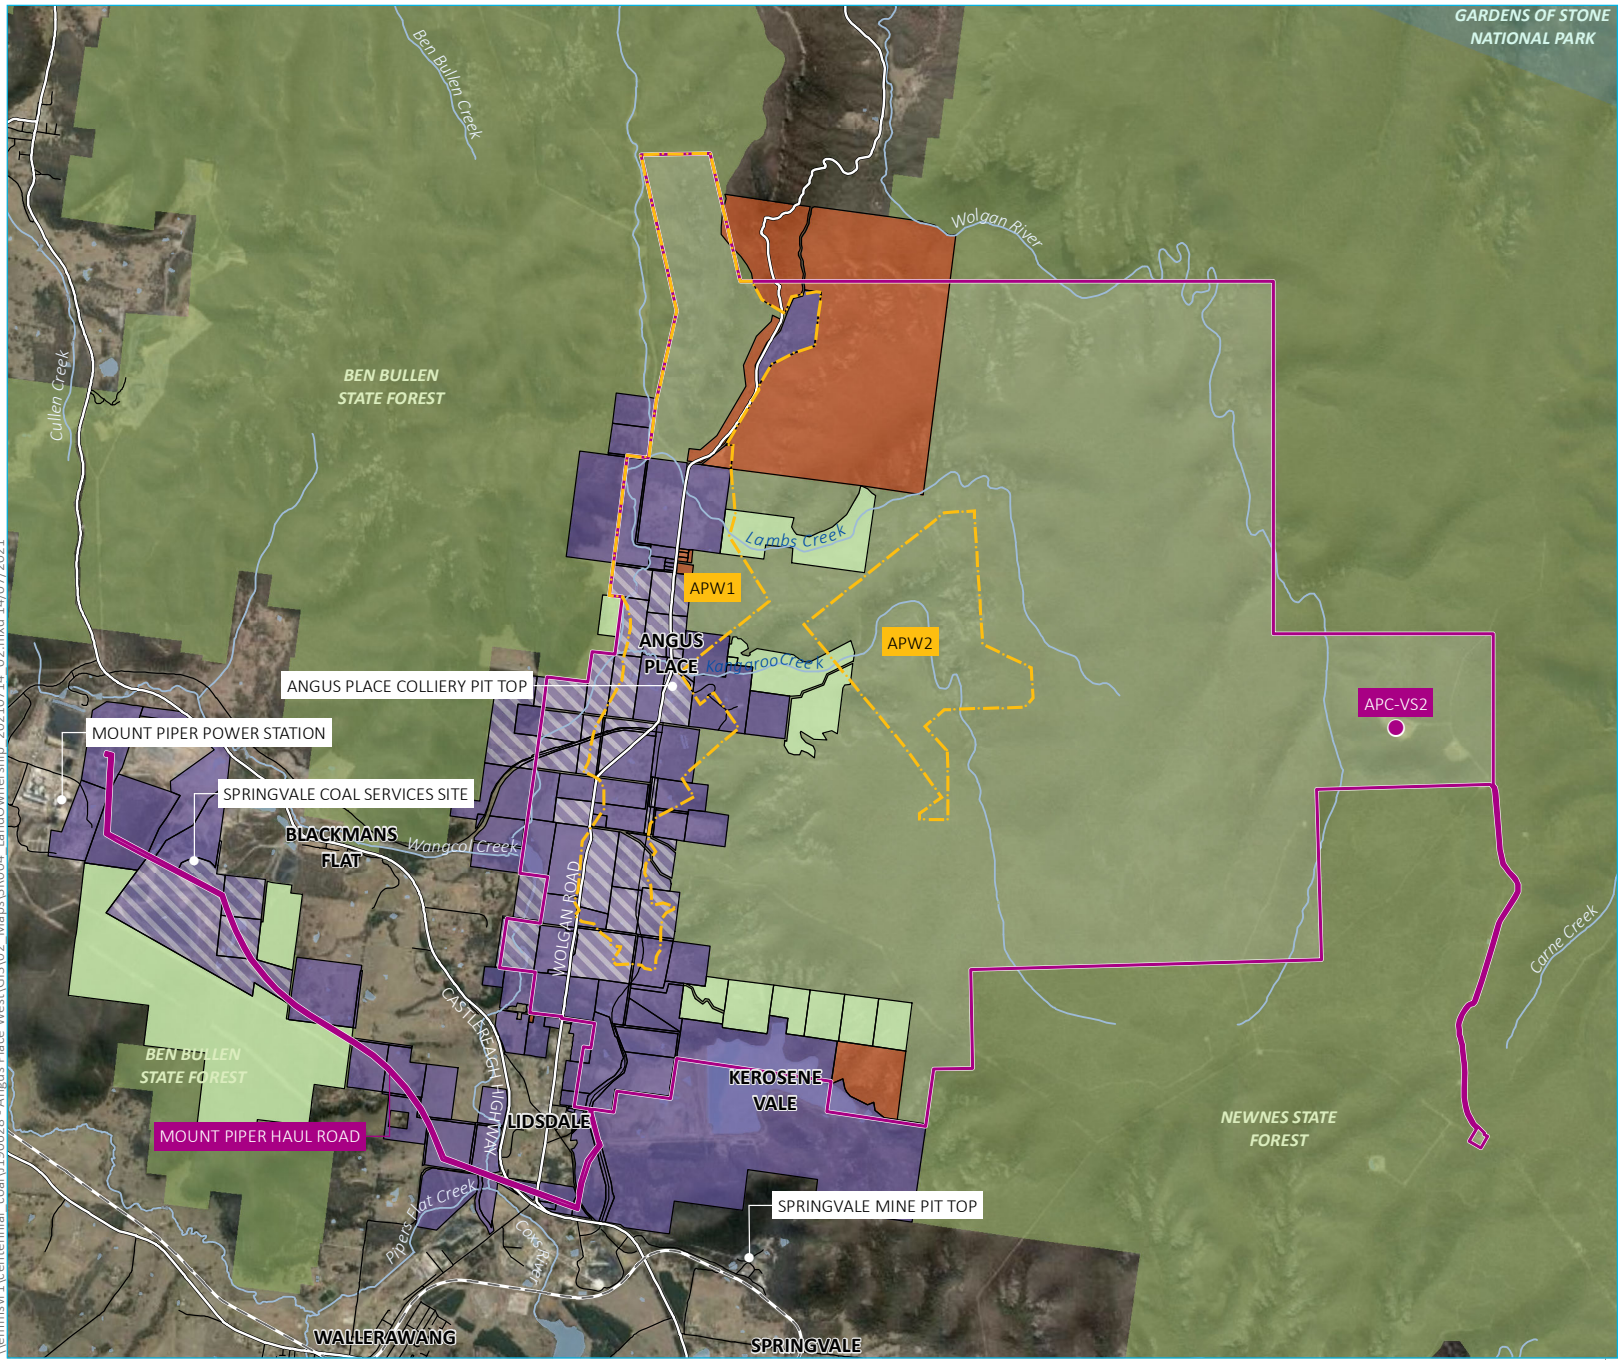 GARDENS OF STONE
NATIONAL PARK
Ben Bullen Creek
Wolgan River
Cullen Creek
BEN BULLEN
STATE FOREST
Lambs Creek
APW1
ANGUS
PLACE
Kangaroo Creek
APW2
ANGUS PLACE COLLIERY PIT TOP
APC-VS2
MOUNT PIPER POWER STATION
SPRINGVALE COAL SERVICES SITE
BLACKMANS
FLAT
Wangcol Creek
WOLGAN ROAD
Carne Creek
CASTLEREAGH HIGHWAY
BEN BULLEN
STATE FOREST
KEROSENE
VALE
LIDSDALE
MOUNT PIPER HAUL ROAD
NEWNES STATE
FOREST
Pipers Flat Creek
SPRINGVALE MINE PIT TOP
Coxs River
WALLERAWANG
SPRINGVALE